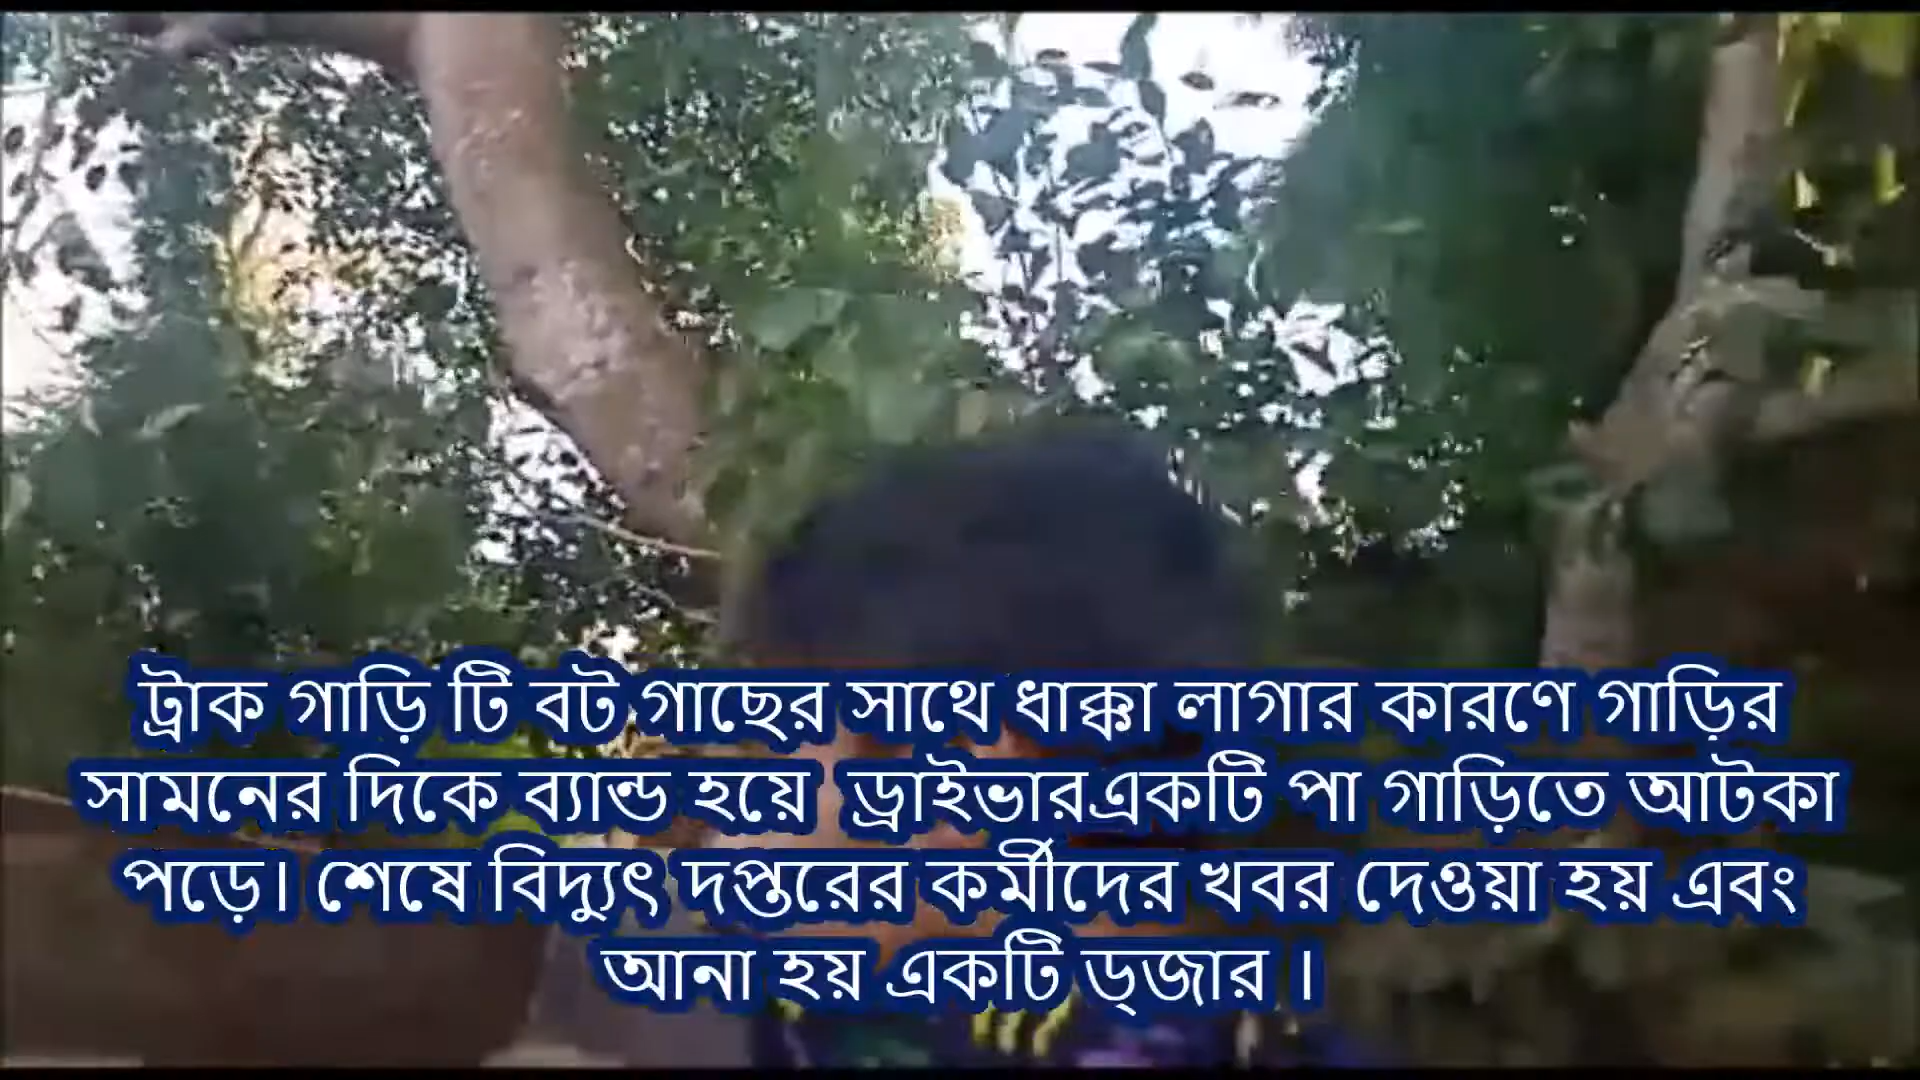 ট্রাক গাড়ি টি বট গাছের সাথে ধাক্কা লাগার কারণে গাড়ির
সামনের দিকে ব্যান্ড হয়ে ড্রাইভারএকটি পা গাড়িতে আটকা
পড়ে। শেষে বিদ্যুৎ দপ্তরের কর্মীদের খবর দেওয়া হয় এবং
আনা হয় একটি ড্জার ।